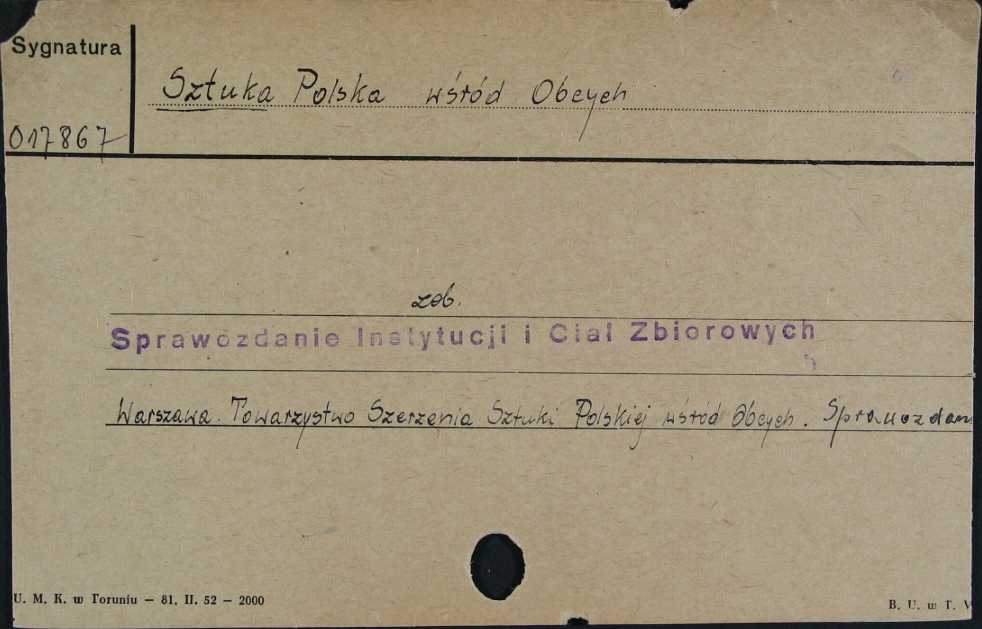 Sygnatura
Sztuka Polska wśród Obcych
017867
zob.
Sprawozdanie Instytucji i Ciał Zbiorowych
Warszawa. Towarzystwo Szerzenia Sztuki Polskiej wśród Obcych. Sprawozdan
U. M. K. w Toruniu — 81. II. 52 — 2000
B. U. w T. V